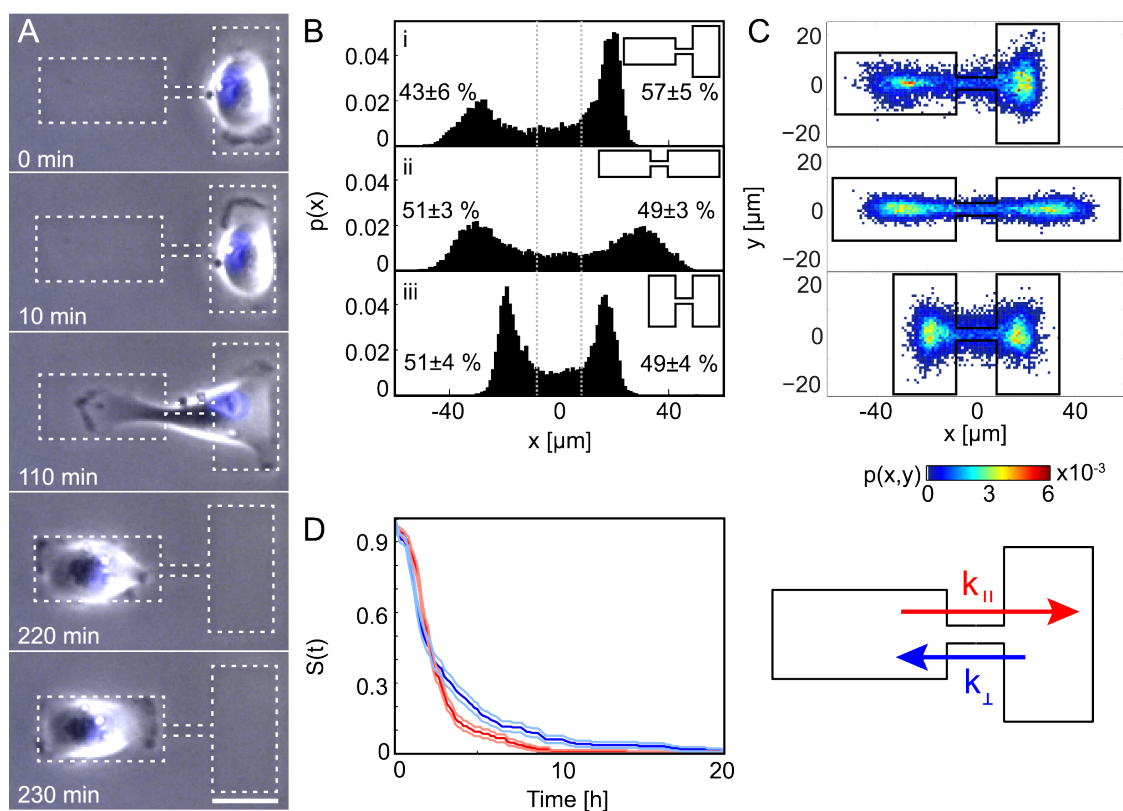 A
0 min
10 min
110 min
220 min
230 min
B
i
0.04
0.02
0
43±6 %
57±5 %
ii
0.04
0.02
0
51±3 %
49±3 %
iii
0.04
0.02
0
51±4 %
49±4 %
p(x)
-40 0 40
x [µm]
C
20
0
-20
20
0
-20
20
0
-20
y [µm]
-40 0 40
x [µm]
p(x,y)
0 3 6
x10⁻³
D
0.9
0.6
0.3
0
S(t)
0 10 20
Time [h]
k||
k⊥